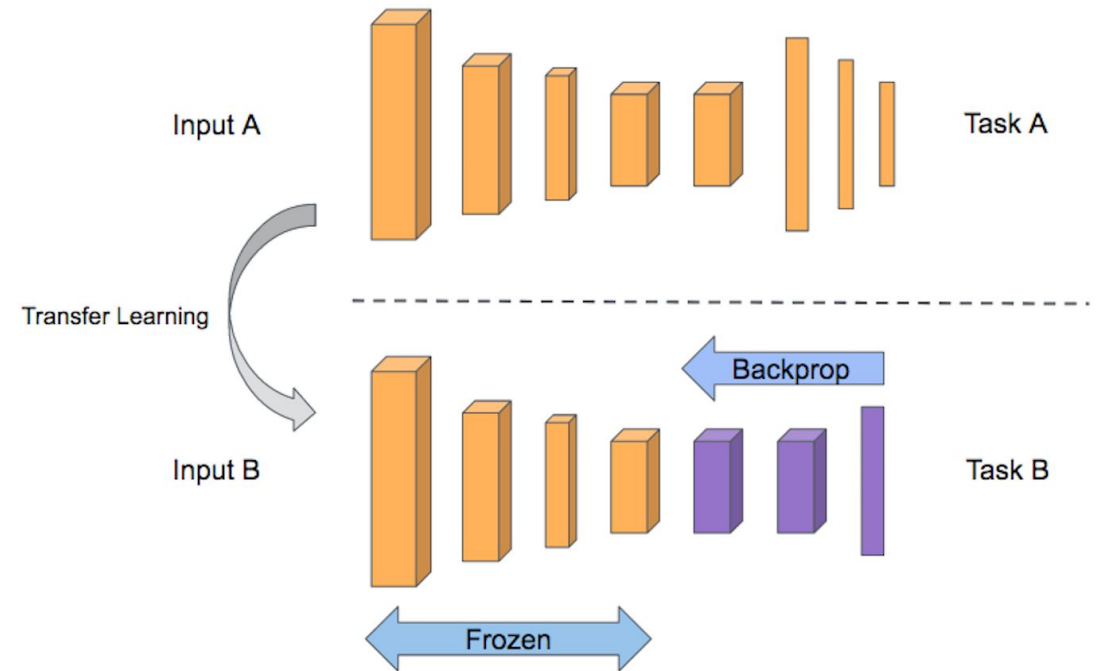 Input A
Task A
Transfer Learning
Backprop
Input B
Task B
Frozen